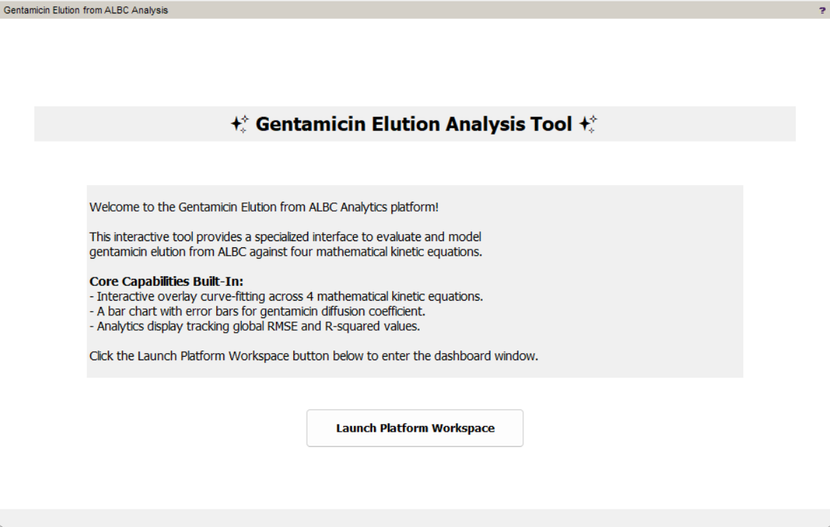 Gentamicin Elution from ALBC Analysis
?
✨ Gentamicin Elution Analysis Tool ✨
Welcome to the Gentamicin Elution from ALBC Analytics platform!
This interactive tool provides a specialized interface to evaluate and model
gentamicin elution from ALBC against four mathematical kinetic equations.
Core Capabilities Built-In:
- Interactive overlay curve-fitting across 4 mathematical kinetic equations.
- A bar chart with error bars for gentamicin diffusion coefficient.
- Analytics display tracking global RMSE and R-squared values.
Click the Launch Platform Workspace button below to enter the dashboard window.
Launch Platform Workspace